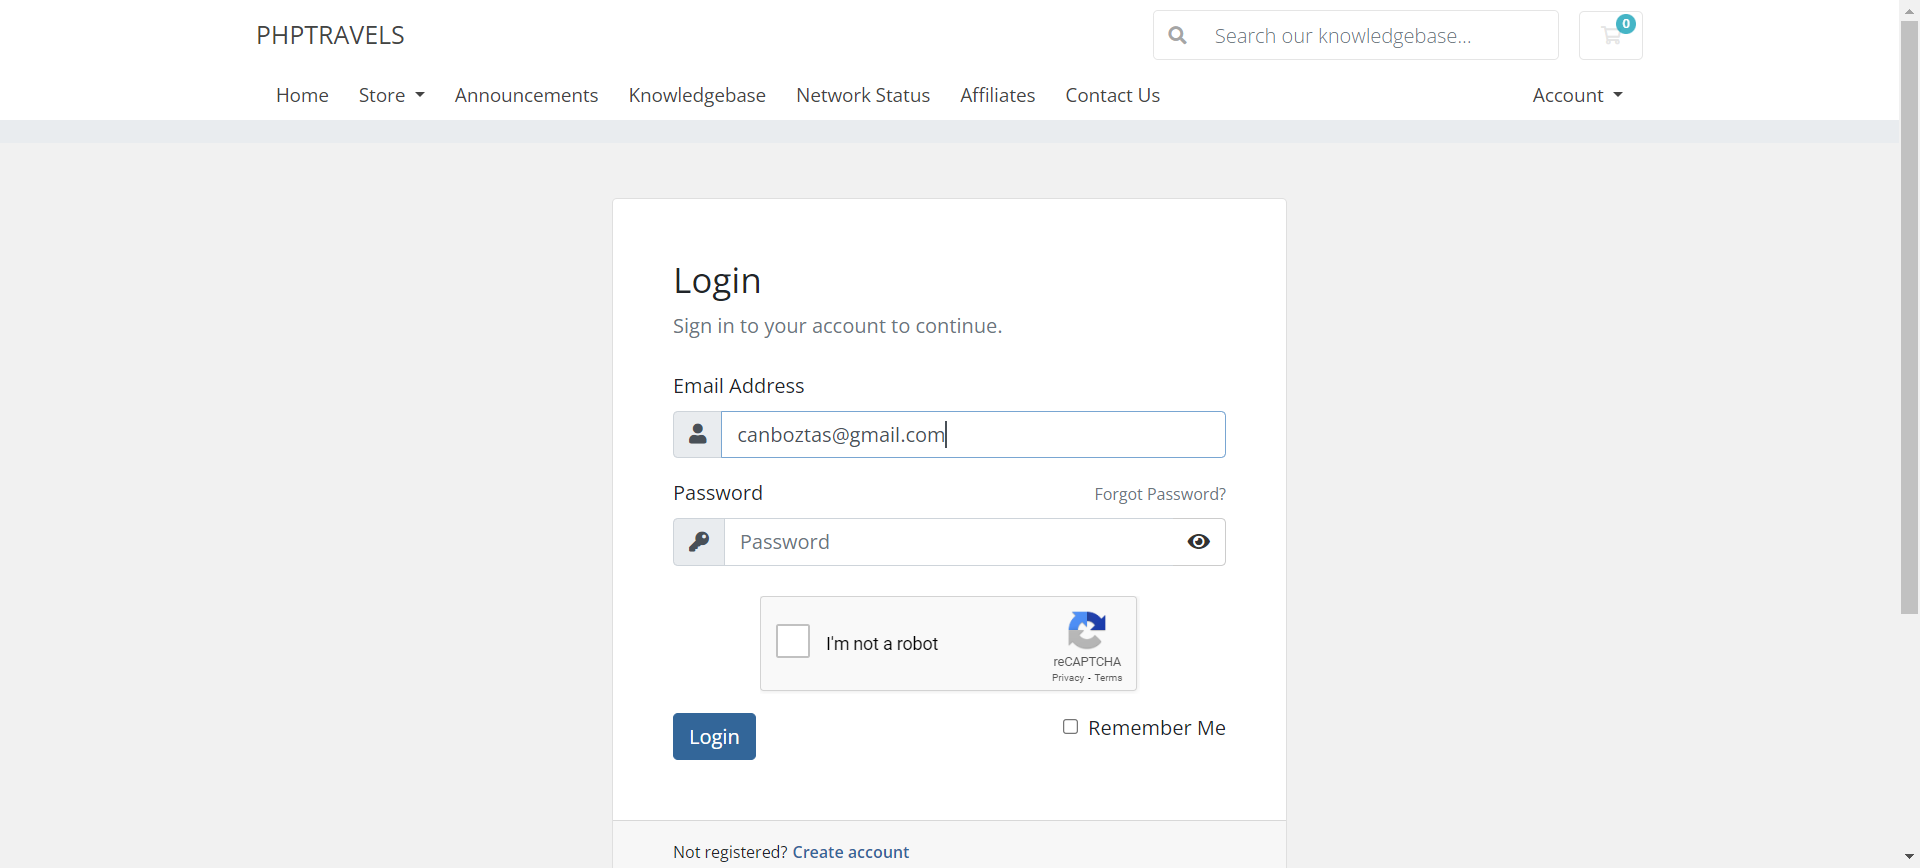 PHPTRAVELS
Search our knowledgebase...
0
Home Store Announcements Knowledgebase Network Status Affiliates Contact Us Account
Login
Sign in to your account to continue.
Email Address
canboztas@gmail.com
Password Forgot Password?
Password
I'm not a robot
reCAPTCHA
Privacy - Terms
Login Remember Me
Not registered? Create account